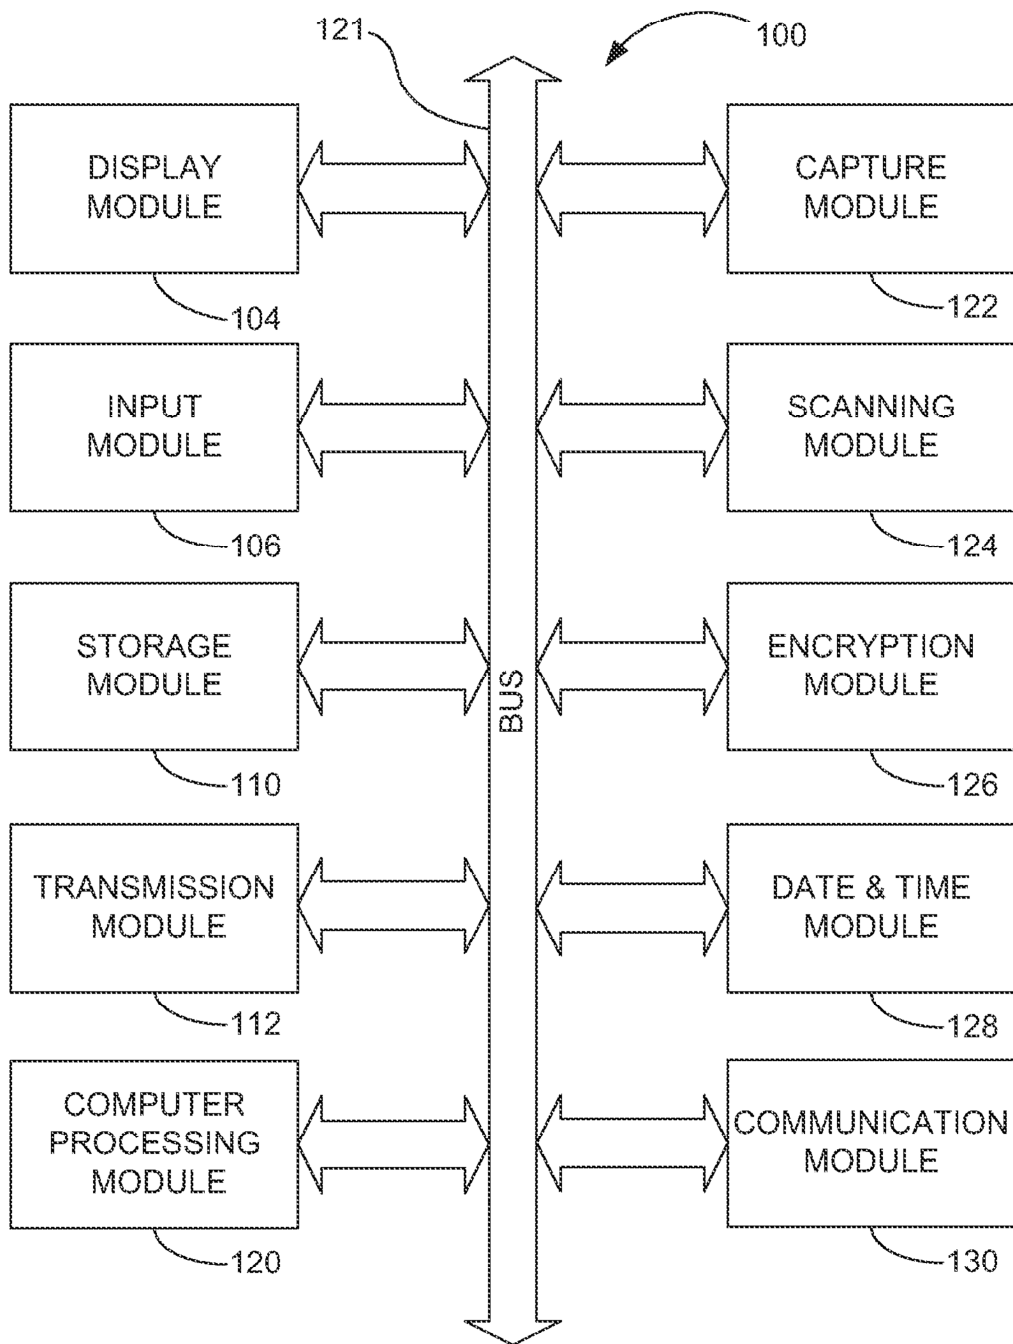 121
100
DISPLAY
MODULE
104
CAPTURE
MODULE
122
INPUT
MODULE
106
SCANNING
MODULE
124
STORAGE
MODULE
110
BUS
ENCRYPTION
MODULE
126
TRANSMISSION
MODULE
112
DATE & TIME
MODULE
128
COMPUTER
PROCESSING
MODULE
120
COMMUNICATION
MODULE
130